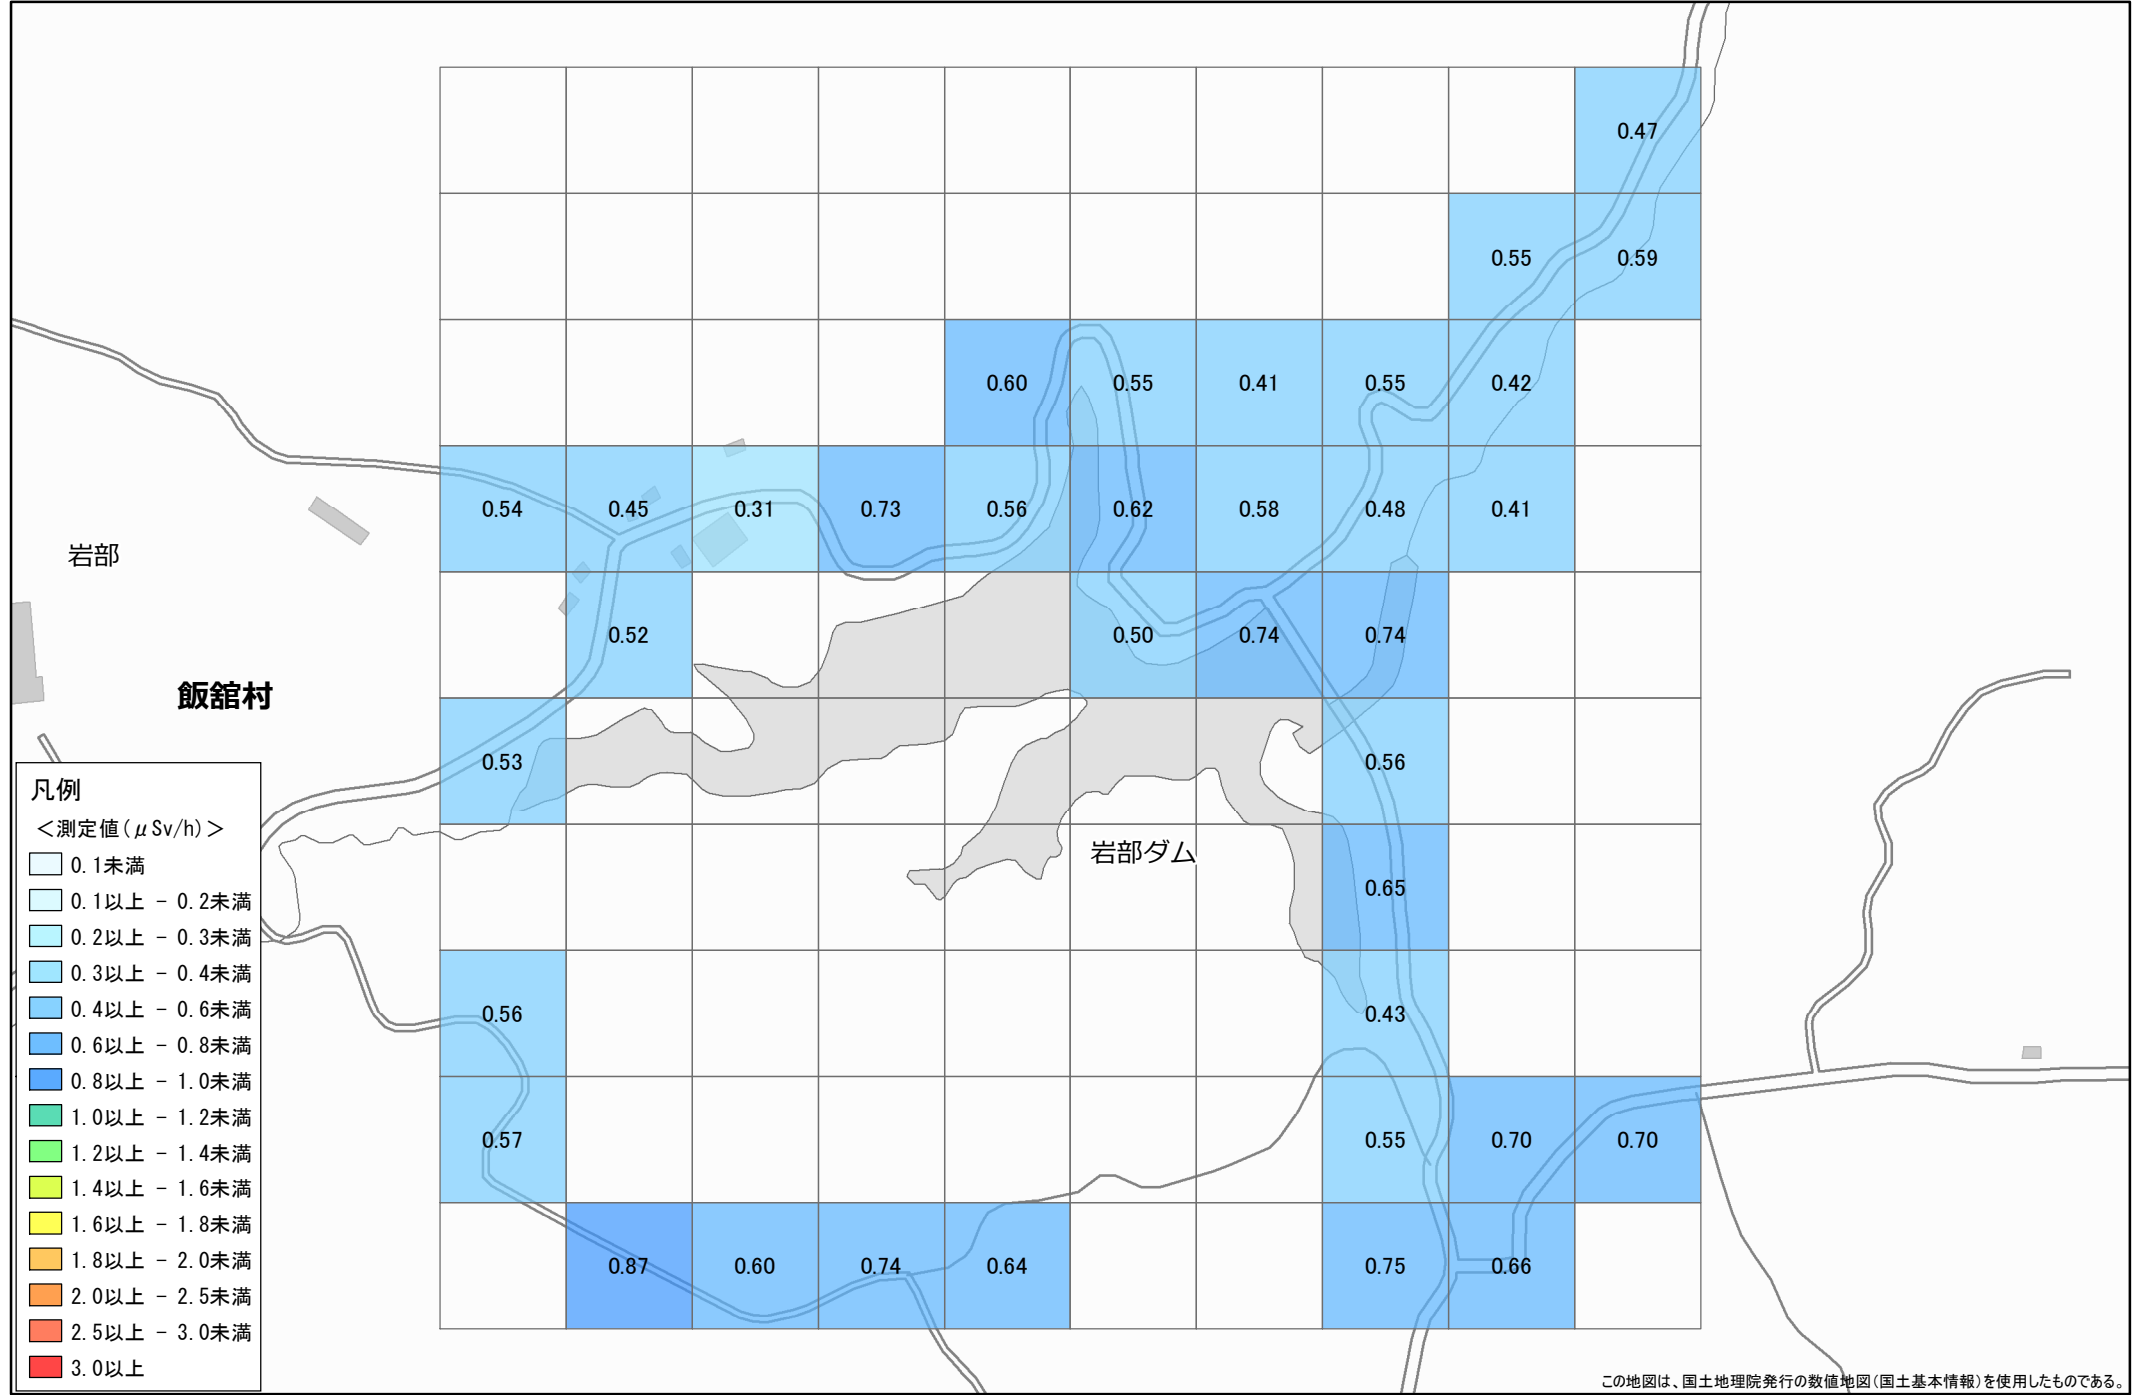 0.47
0.55 0.59
0.60 0.55 0.41 0.55 0.42
0.54 0.45 0.31 0.73 0.56 0.62 0.58 0.48 0.41
岩部
0.52 0.50 0.74 0.74
飯舘村
0.53 0.56
岩部ダム
0.65
0.56 0.43
0.57 0.55 0.70 0.70
0.87 0.60 0.74 0.64 0.75 0.66
凡例
＜測定値(μSv/h)＞
0.1未満
0.1以上 - 0.2未満
0.2以上 - 0.3未満
0.3以上 - 0.4未満
0.4以上 - 0.6未満
0.6以上 - 0.8未満
0.8以上 - 1.0未満
1.0以上 - 1.2未満
1.2以上 - 1.4未満
1.4以上 - 1.6未満
1.6以上 - 1.8未満
1.8以上 - 2.0未満
2.0以上 - 2.5未満
2.5以上 - 3.0未満
3.0以上
この地図は、国土地理院発行の数値地図(国土基本情報)を使用したものである。